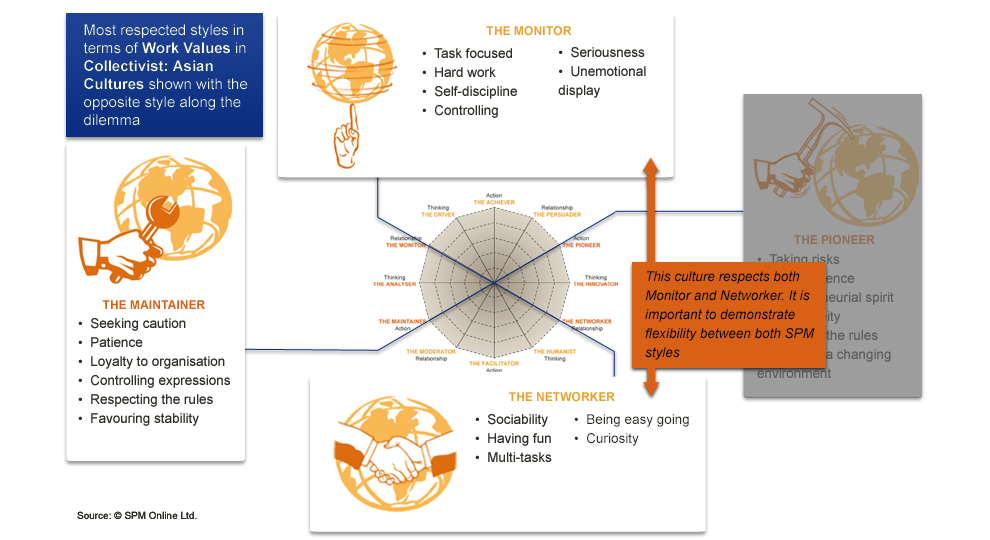 Most respected styles in
terms of Work Values in
Collectivist: Asian
Cultures shown with the
opposite style along the
dilemma
THE MONITOR
• Task focused
• Hard work
• Self-discipline
• Controlling
• Seriousness
• Unemotional
display
THE MAINTAINER
• Seeking caution
• Patience
• Loyalty to organisation
• Controlling expressions
• Respecting the rules
• Favouring stability
Action
THE ACHIEVER
Thinking
THE DRIVER
Relationship
THE PERSUADER
Relationship
THE MONITOR
Action
THE PIONEER
Thinking
THE ANALYSER
Thinking
THE INNOVATOR
THE MAINTAINER
Action
THE NETWORKER
Relationship
THE MODERATOR
Relationship
THE HUMANIST
Thinking
THE FACILITATOR
Action
THE PIONEER
• Taking risks
neurial spirit
the rules
a changing
environment
This culture respects both
Monitor and Networker. It is
important to demonstrate
flexibility between both SPM
styles
THE NETWORKER
• Sociability
• Having fun
• Multi-tasks
• Being easy going
• Curiosity
Source: © SPM Online Ltd.